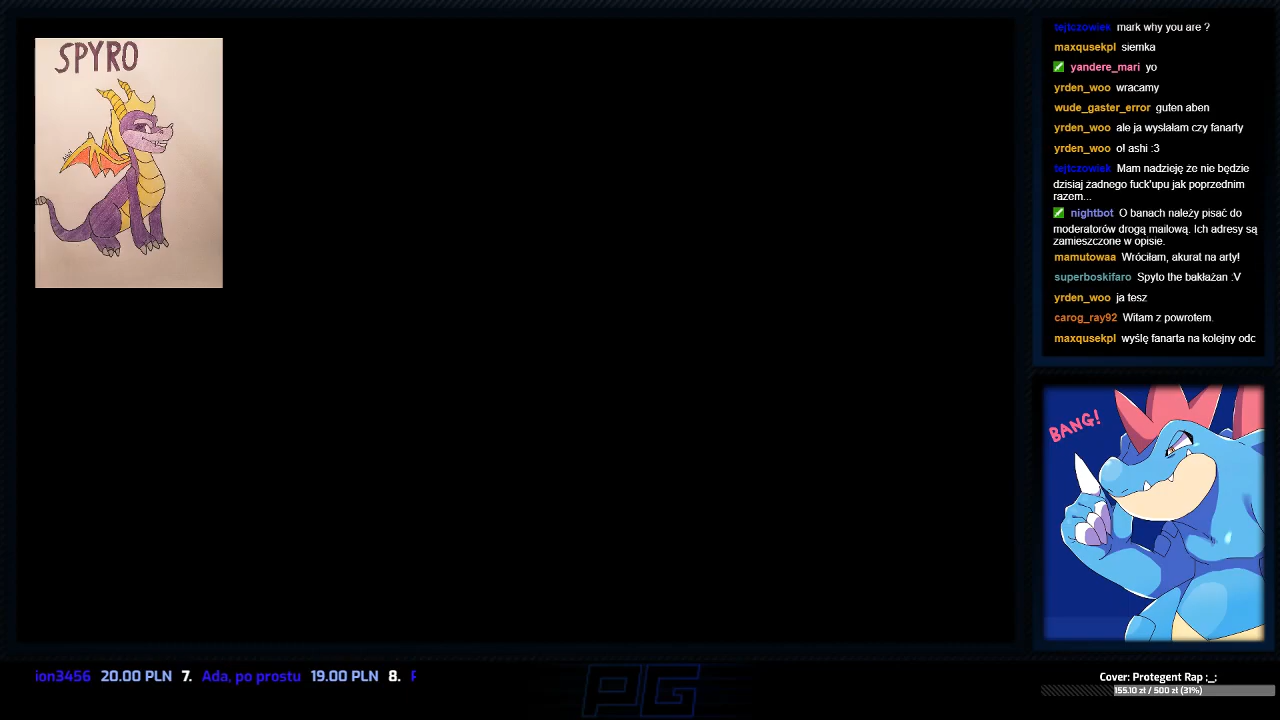 SPYRO
tejtczowiek mark why you are ?
maxqusekpl siemka
yandere_mari yo
yrden_woo wracamy
wude_gaster_error guten aben
yrden_woo ale ja wysłałam czy fanarty
yrden_woo oł ashi :3
tejtczowiek Mam nadzieję że nie będzie
dzisiaj żadnego fuck'upu jak poprzednim
razem...
nightbot O banach należy pisać do
moderatorów drogą mailową. Ich adresy są
zamieszczone w opisie.
mamutowaa Wróciłam, akurat na arty!
superboskifaro Spyto the bakłażan :V
yrden_woo ja tesz
carog_ray92 Witam z powrotem.
maxqusekpl wyślę fanarta na kolejny odc
BANG!
ion3456 20.00 PLN 7. Ada, po prostu 19.00 PLN 8.
PG
Cover: Protegent Rap :_;
155.10 zł / 500 zł (31%)